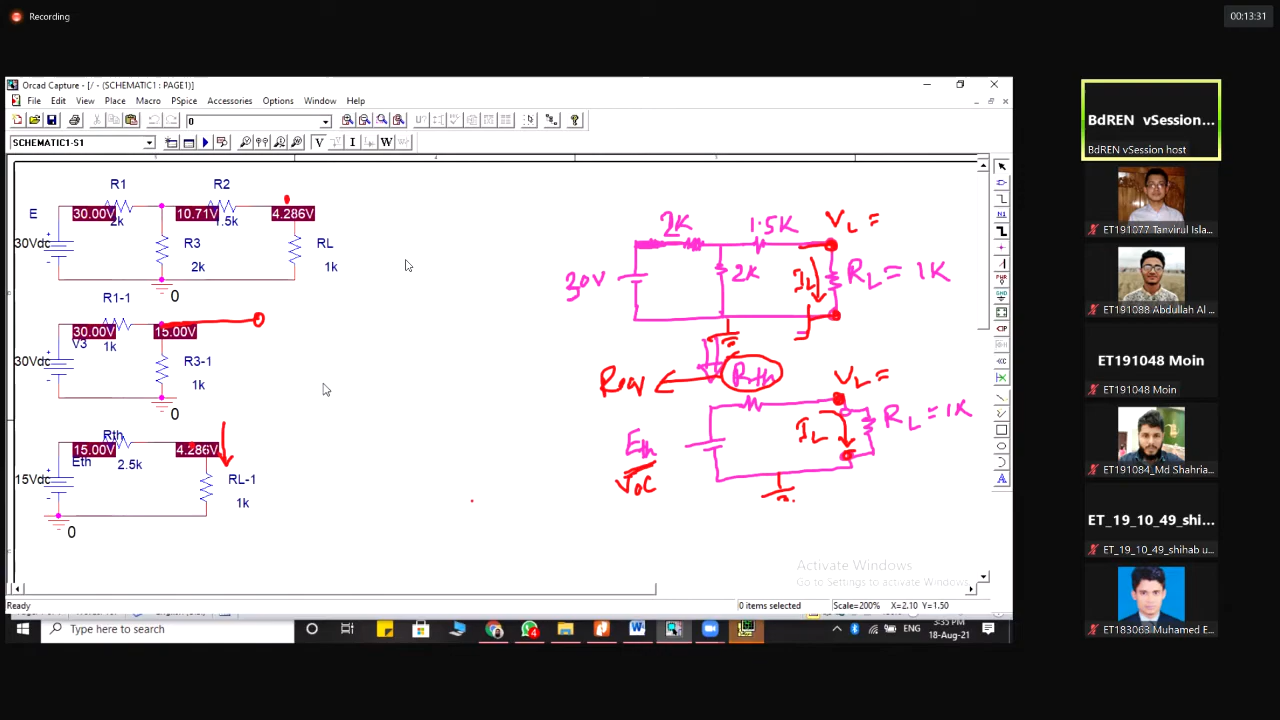 Recording
00:13:31
Orcad Capture - [/ - (SCHEMATIC1 : PAGE1)]
File Edit View Place Macro PSpice Accessories Options Window Help
0
SCHEMATIC1-S1
V I W
R1 R2
E 30.00V 10.71V 4.286V
2k 1.5k
30Vdc R3 RL
2k 1k
0
R1-1
30.00V 15.00V
V3 1k
30Vdc R3-1
1k
0
Rth
15.00V 4.286V
Eth 2.5k
15Vdc RL-1
1k
0
2K 1.5K VL =
30V 2K IL RL = 1K
Rth
VL =
Eth IL RL = 1K
VOC
Activate Windows
Go to Settings to activate Windows.
Ready 0 items selected Scale=200% X=2.10 Y=1.50
Type here to search
ENG
3:35 PM
18-Aug-21
BdREN vSession...
BdREN vSession host
ET191077 Tanvirul Isla...
ET191088 Abdullah Al ...
ET191048 Moin
ET191048 Moin
ET191084_Md Shahria...
ET_19_10_49_shi...
ET_19_10_49_shihab u...
ET183063 Muhamed E...